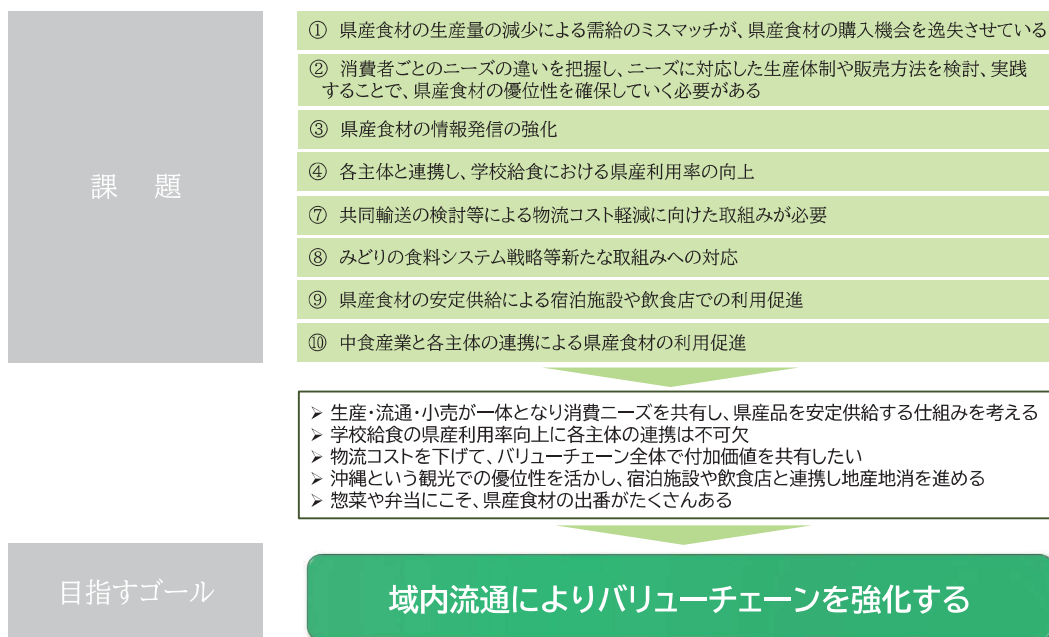 課 題
① 県産食材の生産量の減少による需給のミスマッチが、県産食材の購入機会を逸失させている
② 消費者ごとのニーズの違いを把握し、ニーズに対応した生産体制や販売方法を検討、実践
することで、県産食材の優位性を確保していく必要がある
③ 県産食材の情報発信の強化
④ 各主体と連携し、学校給食における県産利用率の向上
⑦ 共同輸送の検討等による物流コスト軽減に向けた取組みが必要
⑧ みどりの食料システム戦略等新たな取組みへの対応
⑨ 県産食材の安定供給による宿泊施設や飲食店での利用促進
⑩ 中食産業と各主体の連携による県産食材の利用促進
➢ 生産・流通・小売が一体となり消費ニーズを共有し、県産品を安定供給する仕組みを考える
➢ 学校給食の県産利用率向上に各主体の連携は不可欠
➢ 物流コストを下げて、バリューチェーン全体で付加価値を共有したい
➢ 沖縄という観光での優位性を活かし、宿泊施設や飲食店と連携し地産地消を進める
➢ 惣菜や弁当にこそ、県産食材の出番がたくさんある
目指すゴール
域内流通によりバリューチェーンを強化する